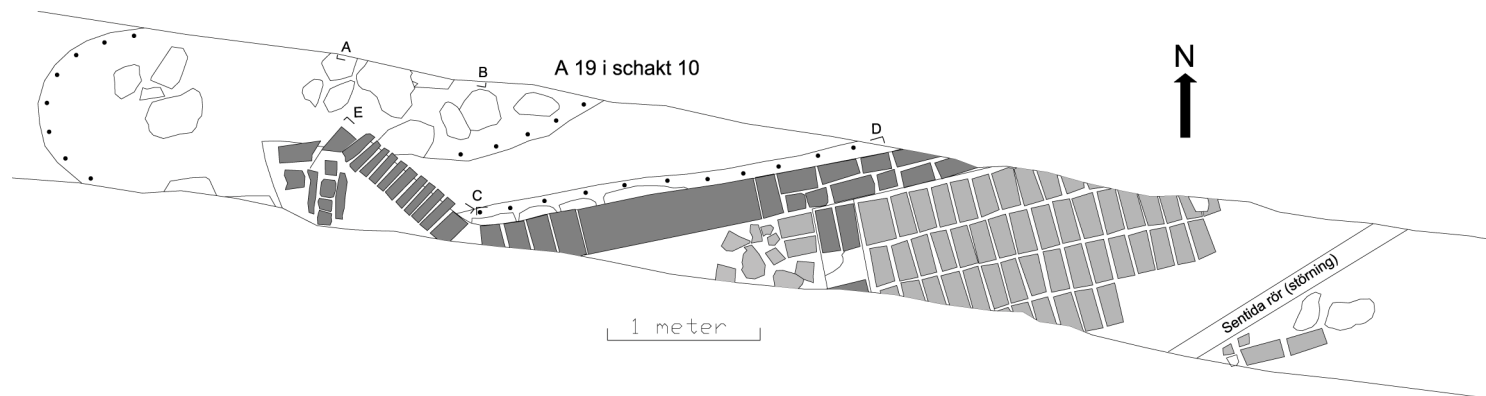 A
B
A 19 i schakt 10
N
E
D
C
Sentida rör (störning)
1 meter